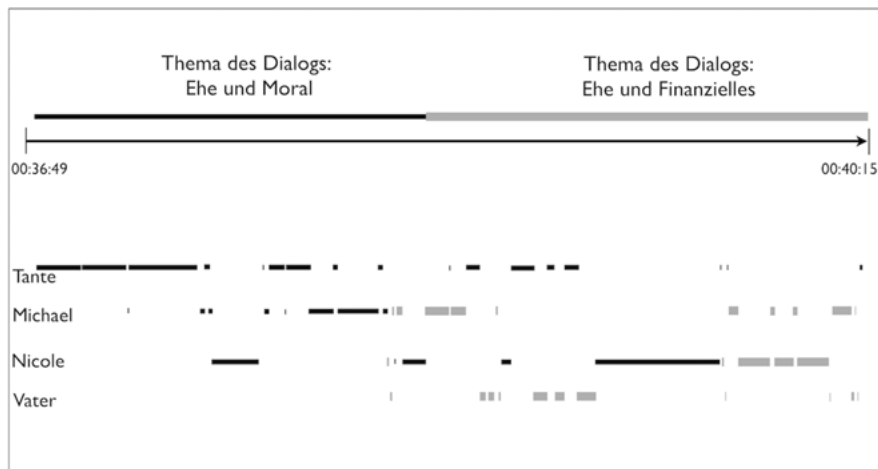 Thema des Dialogs:
Ehe und Moral
Thema des Dialogs:
Ehe und Finanzielles
00:36:49
00:40:15
Tante
Michael
Nicole
Vater